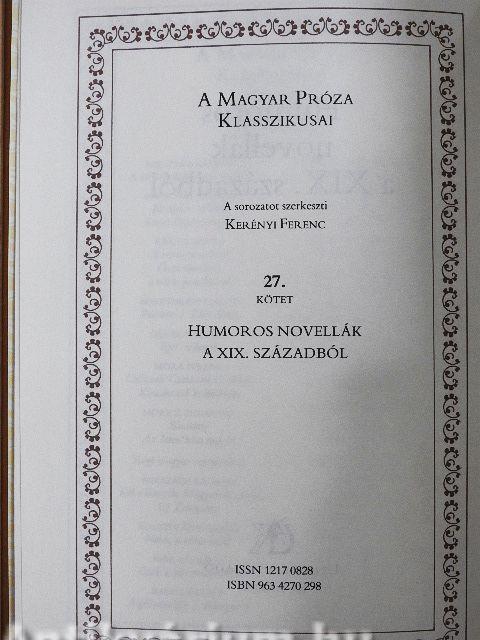 A MAGYAR PRÓZA
KLASSZIKUSAI
A sorozatot szerkeszti
KERÉNYI FERENC
27.
KÖTET
HUMOROS NOVELLÁK
A XIX. SZÁZADBÓL
ISSN 1217 0828
ISBN 963 4270 298